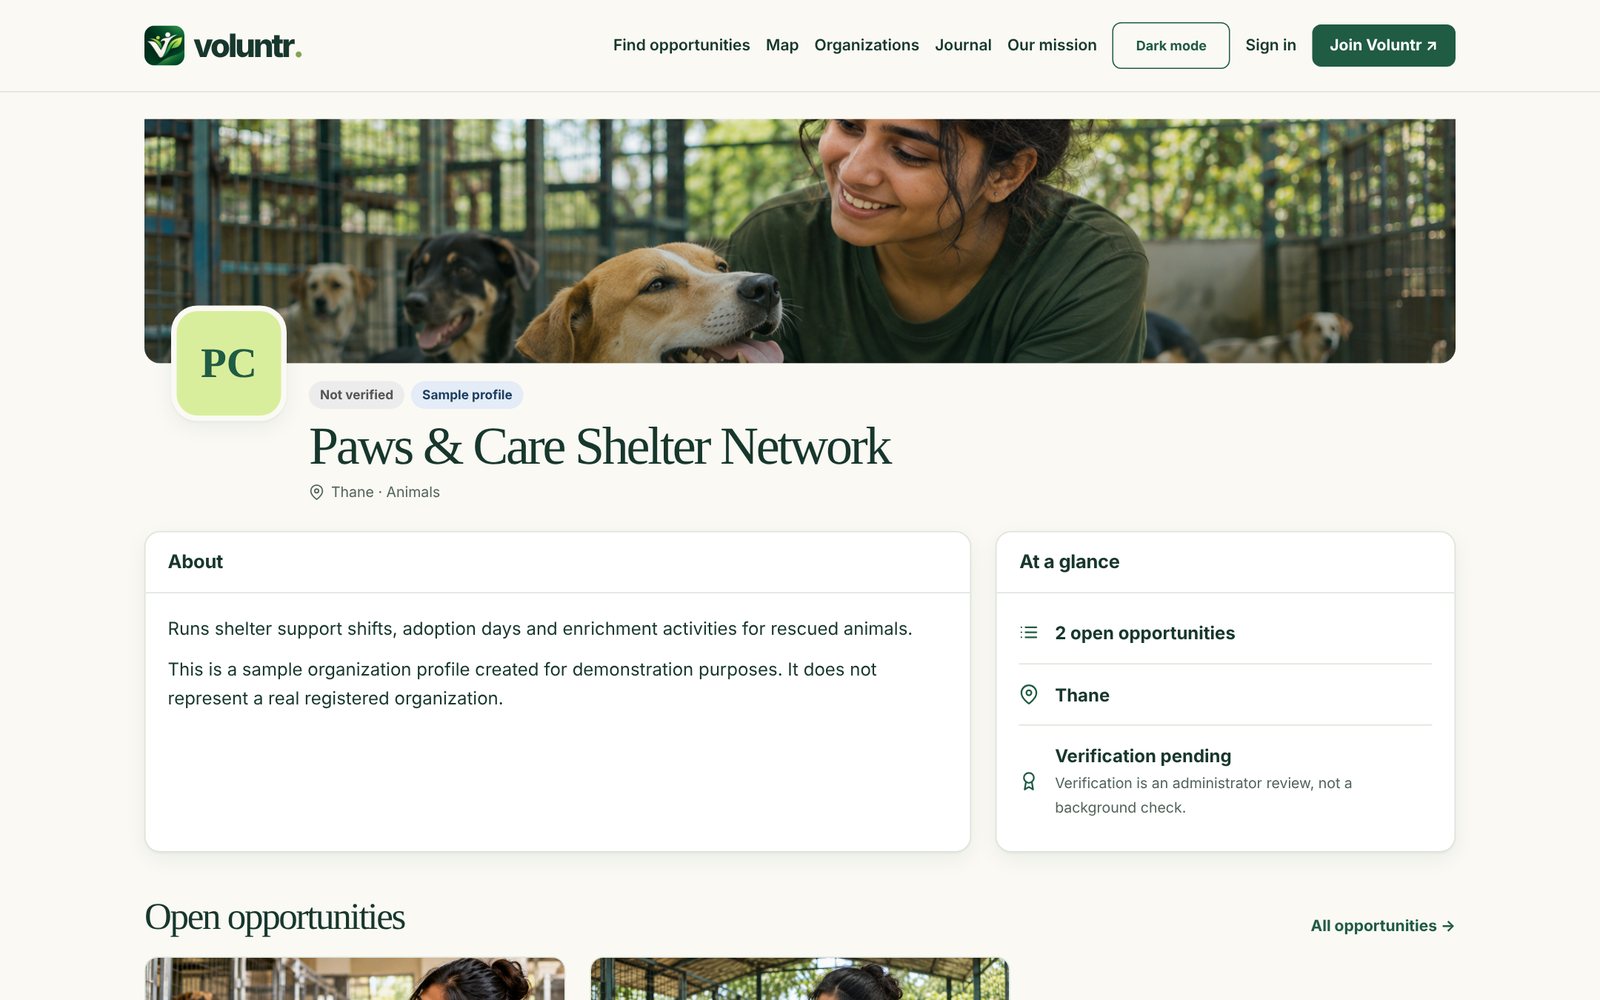 voluntr.
Find opportunities Map Organizations Journal Our mission Dark mode Sign in Join Voluntr ↗
PC
Not verified Sample profile
Paws & Care Shelter Network
Thane · Animals
About
Runs shelter support shifts, adoption days and enrichment activities for rescued animals.
This is a sample organization profile created for demonstration purposes. It does not
represent a real registered organization.
At a glance
2 open opportunities
Thane
Verification pending
Verification is an administrator review, not a
background check.
Open opportunities
All opportunities →